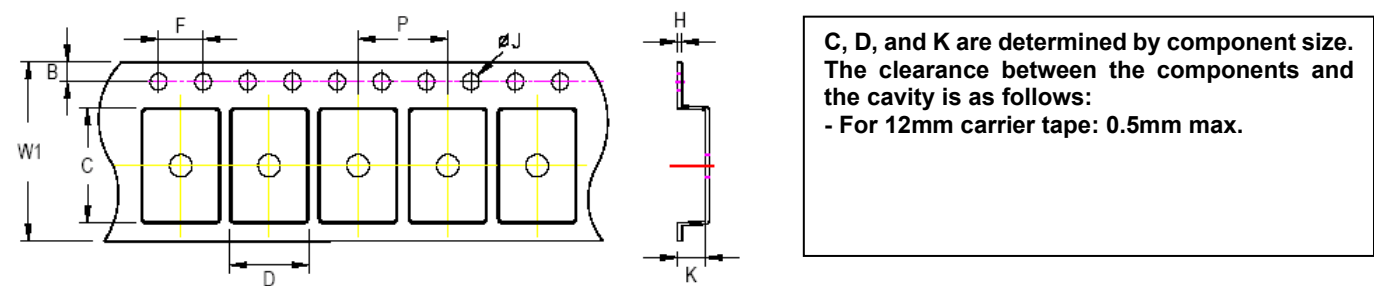 F
P
H
øJ
B
W1
C
D
K
C, D, and K are determined by component size.
The clearance between the components and
the cavity is as follows:
- For 12mm carrier tape: 0.5mm max.